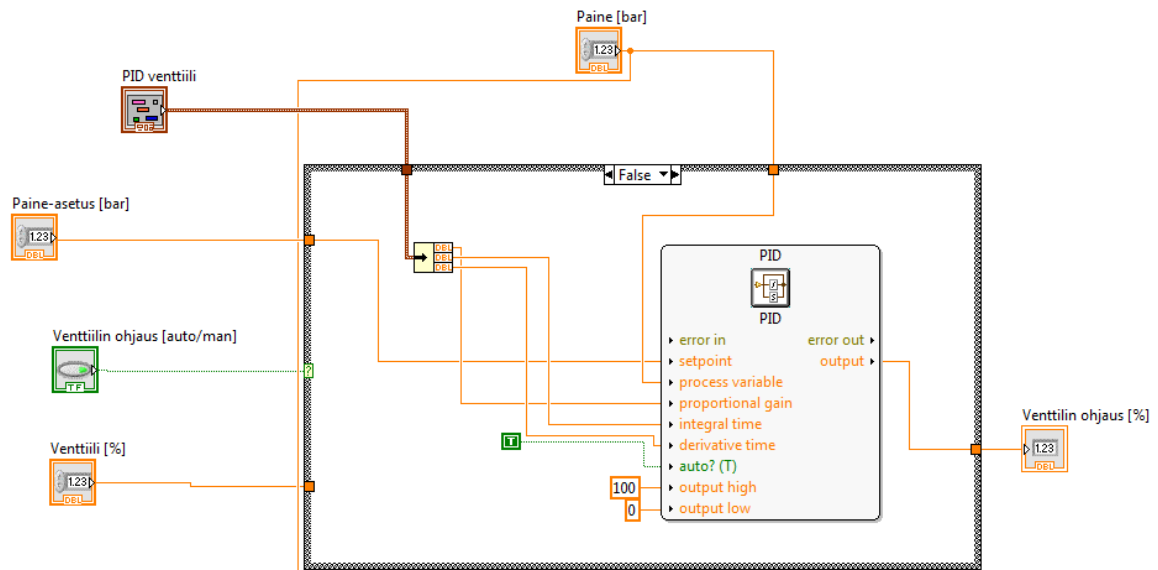 Paine [bar]
1.23
DBL
PID venttiili
False
Paine-asetus [bar]
1.23
DBL
DBL
DBL
DBL
PID
PID
Venttiilin ohjaus [auto/man]
TF
?
error in
error out
setpoint
output
process variable
proportional gain
integral time
derivative time
T
auto? (T)
100
output high
0
output low
Venttiili [%]
1.23
DBL
Venttilin ohjaus [%]
1.23
DBL